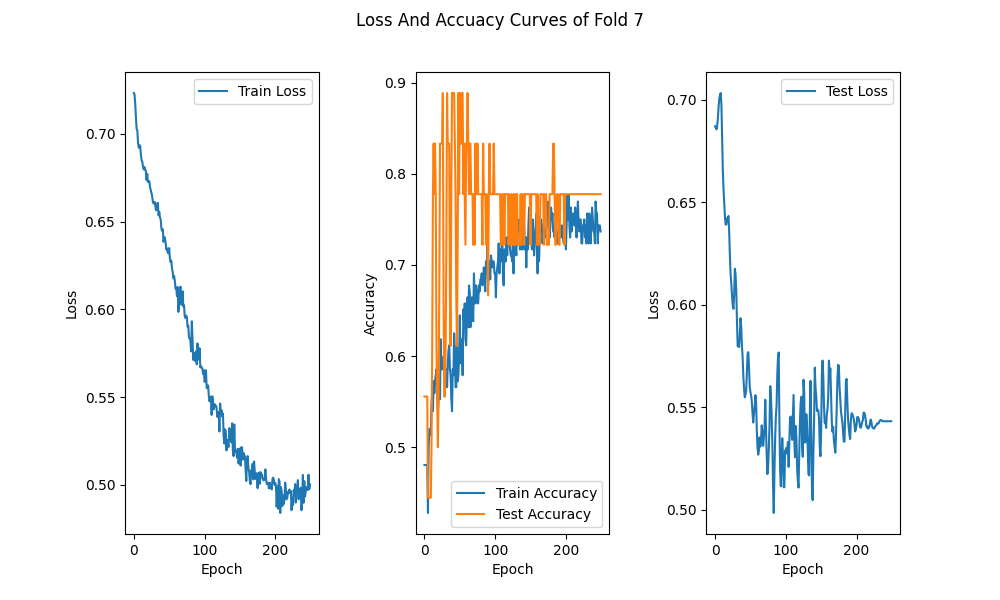 Loss And Accuacy Curves of Fold 7
Train Loss
0.70
0.65
0.60
0.55
0.50
Loss
0
100
200
Epoch
0.9
0.8
0.7
0.6
0.5
Accuracy
Train Accuracy
Test Accuracy
0
100
200
Epoch
Test Loss
0.70
0.65
0.60
0.55
0.50
Loss
0
100
200
Epoch